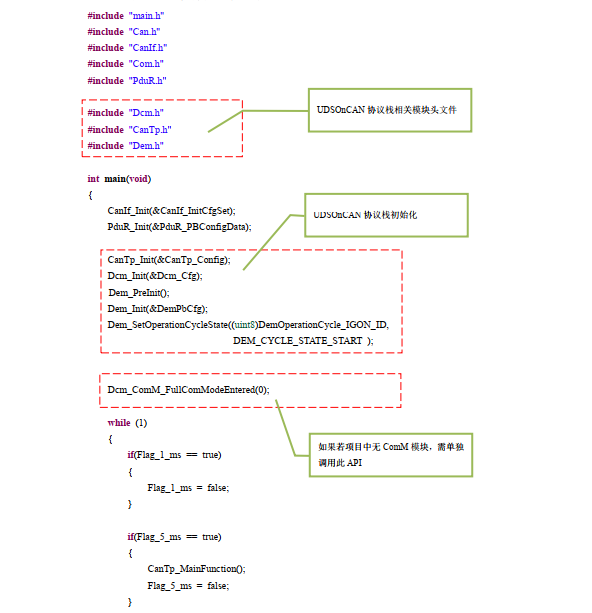 #include "main.h"
#include "Can.h"
#include "CanIf.h"
#include "Com.h"
#include "PduR.h"
#include "Dcm.h"
#include "CanTp.h"
#include "Dem.h"
UDSOnCAN 协议栈相关模块头文件
int main(void)
{
CanIf_Init(&CanIf_InitCfgSet);
PduR_Init(&PduR_PBConfigData);
UDSOnCAN 协议栈初始化
CanTp_Init(&CanTp_Config);
Dcm_Init(&Dcm_Cfg);
Dem_PreInit();
Dem_Init(&DemPbCfg);
Dem_SetOperationCycleState((uint8)DemOperationCycle_IGON_ID,
DEM_CYCLE_STATE_START );
Dcm_ComM_FullComModeEntered(0);
如果若项目中无 ComM 模块，需单独
调用此 API
while (1)
{
if(Flag_1_ms == true)
{
Flag_1_ms = false;
}
if(Flag_5_ms == true)
{
CanTp_MainFunction();
Flag_5_ms = false;
}